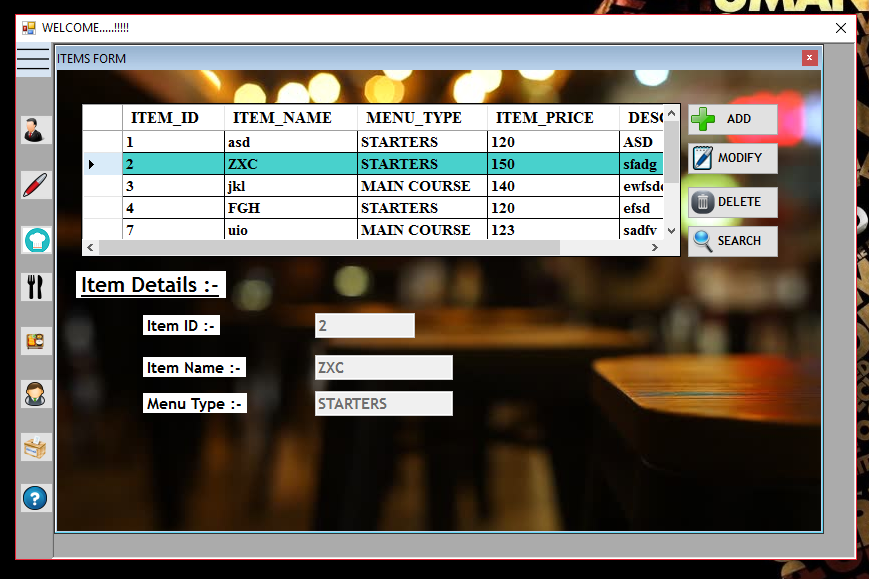 WELCOME.....!!!!!
ITEMS FORM
ITEM_ID ITEM_NAME MENU_TYPE ITEM_PRICE DESC
1 asd STARTERS 120 ASD
2 ZXC STARTERS 150 sfadg
3 jkl MAIN COURSE 140 ewfsd
4 FGH STARTERS 120 efsd
7 uio MAIN COURSE 123 sadfv
ADD
MODIFY
DELETE
SEARCH
Item Details :-
Item ID :- 2
Item Name :- ZXC
Menu Type :- STARTERS